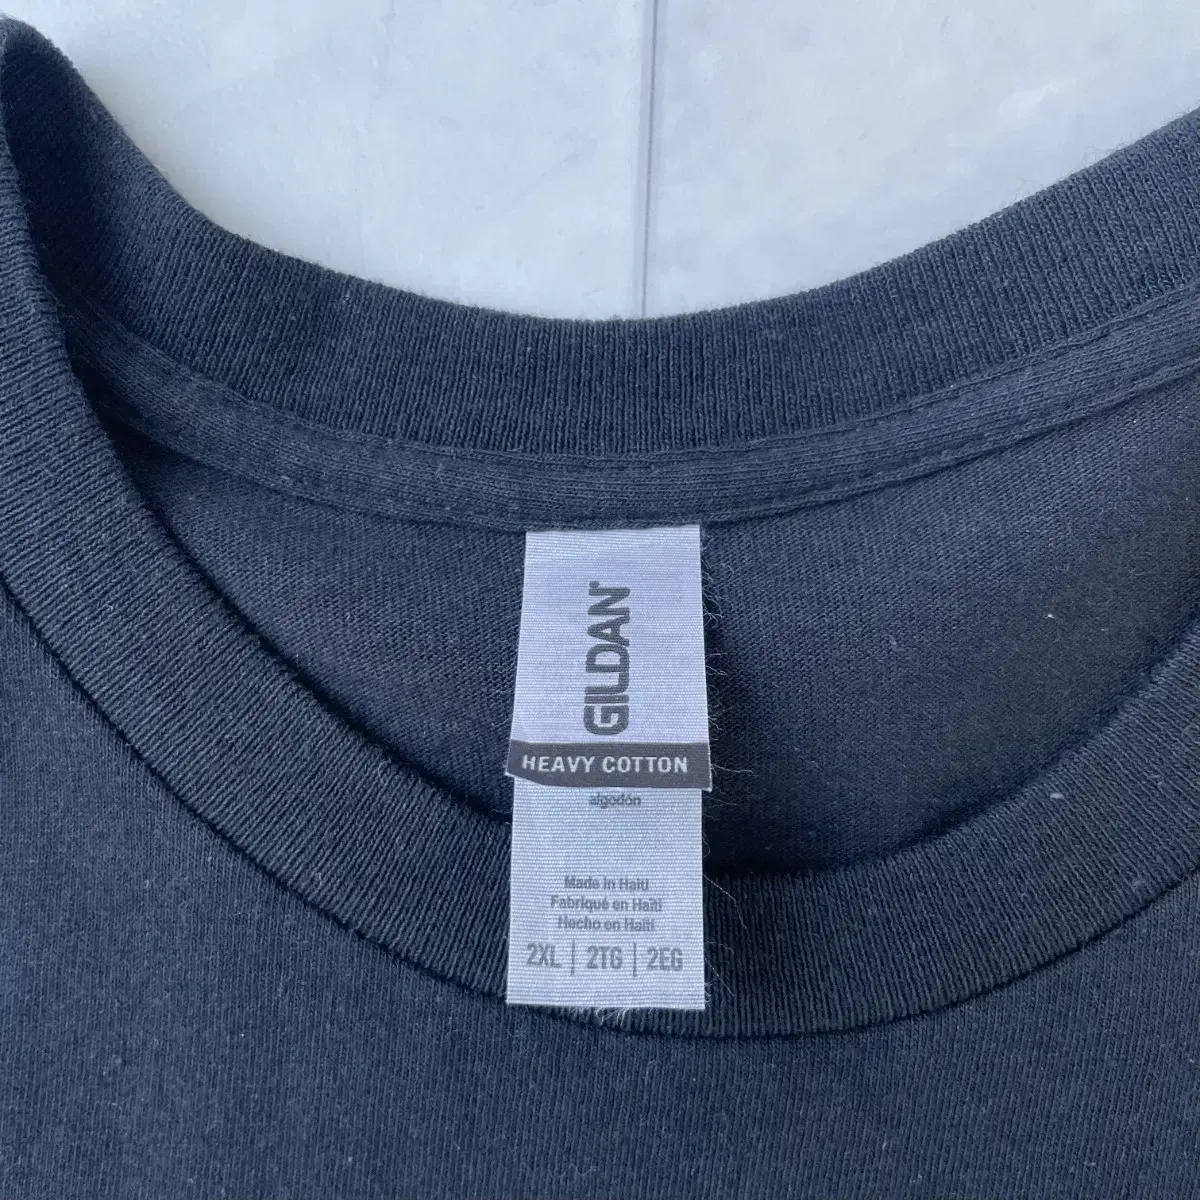 GILDAN
HEAVY COTTON
algodón
Made in Haiti
Fabriqué en Haïti
Hecho en Haití
2XL | 2TG | 2EG